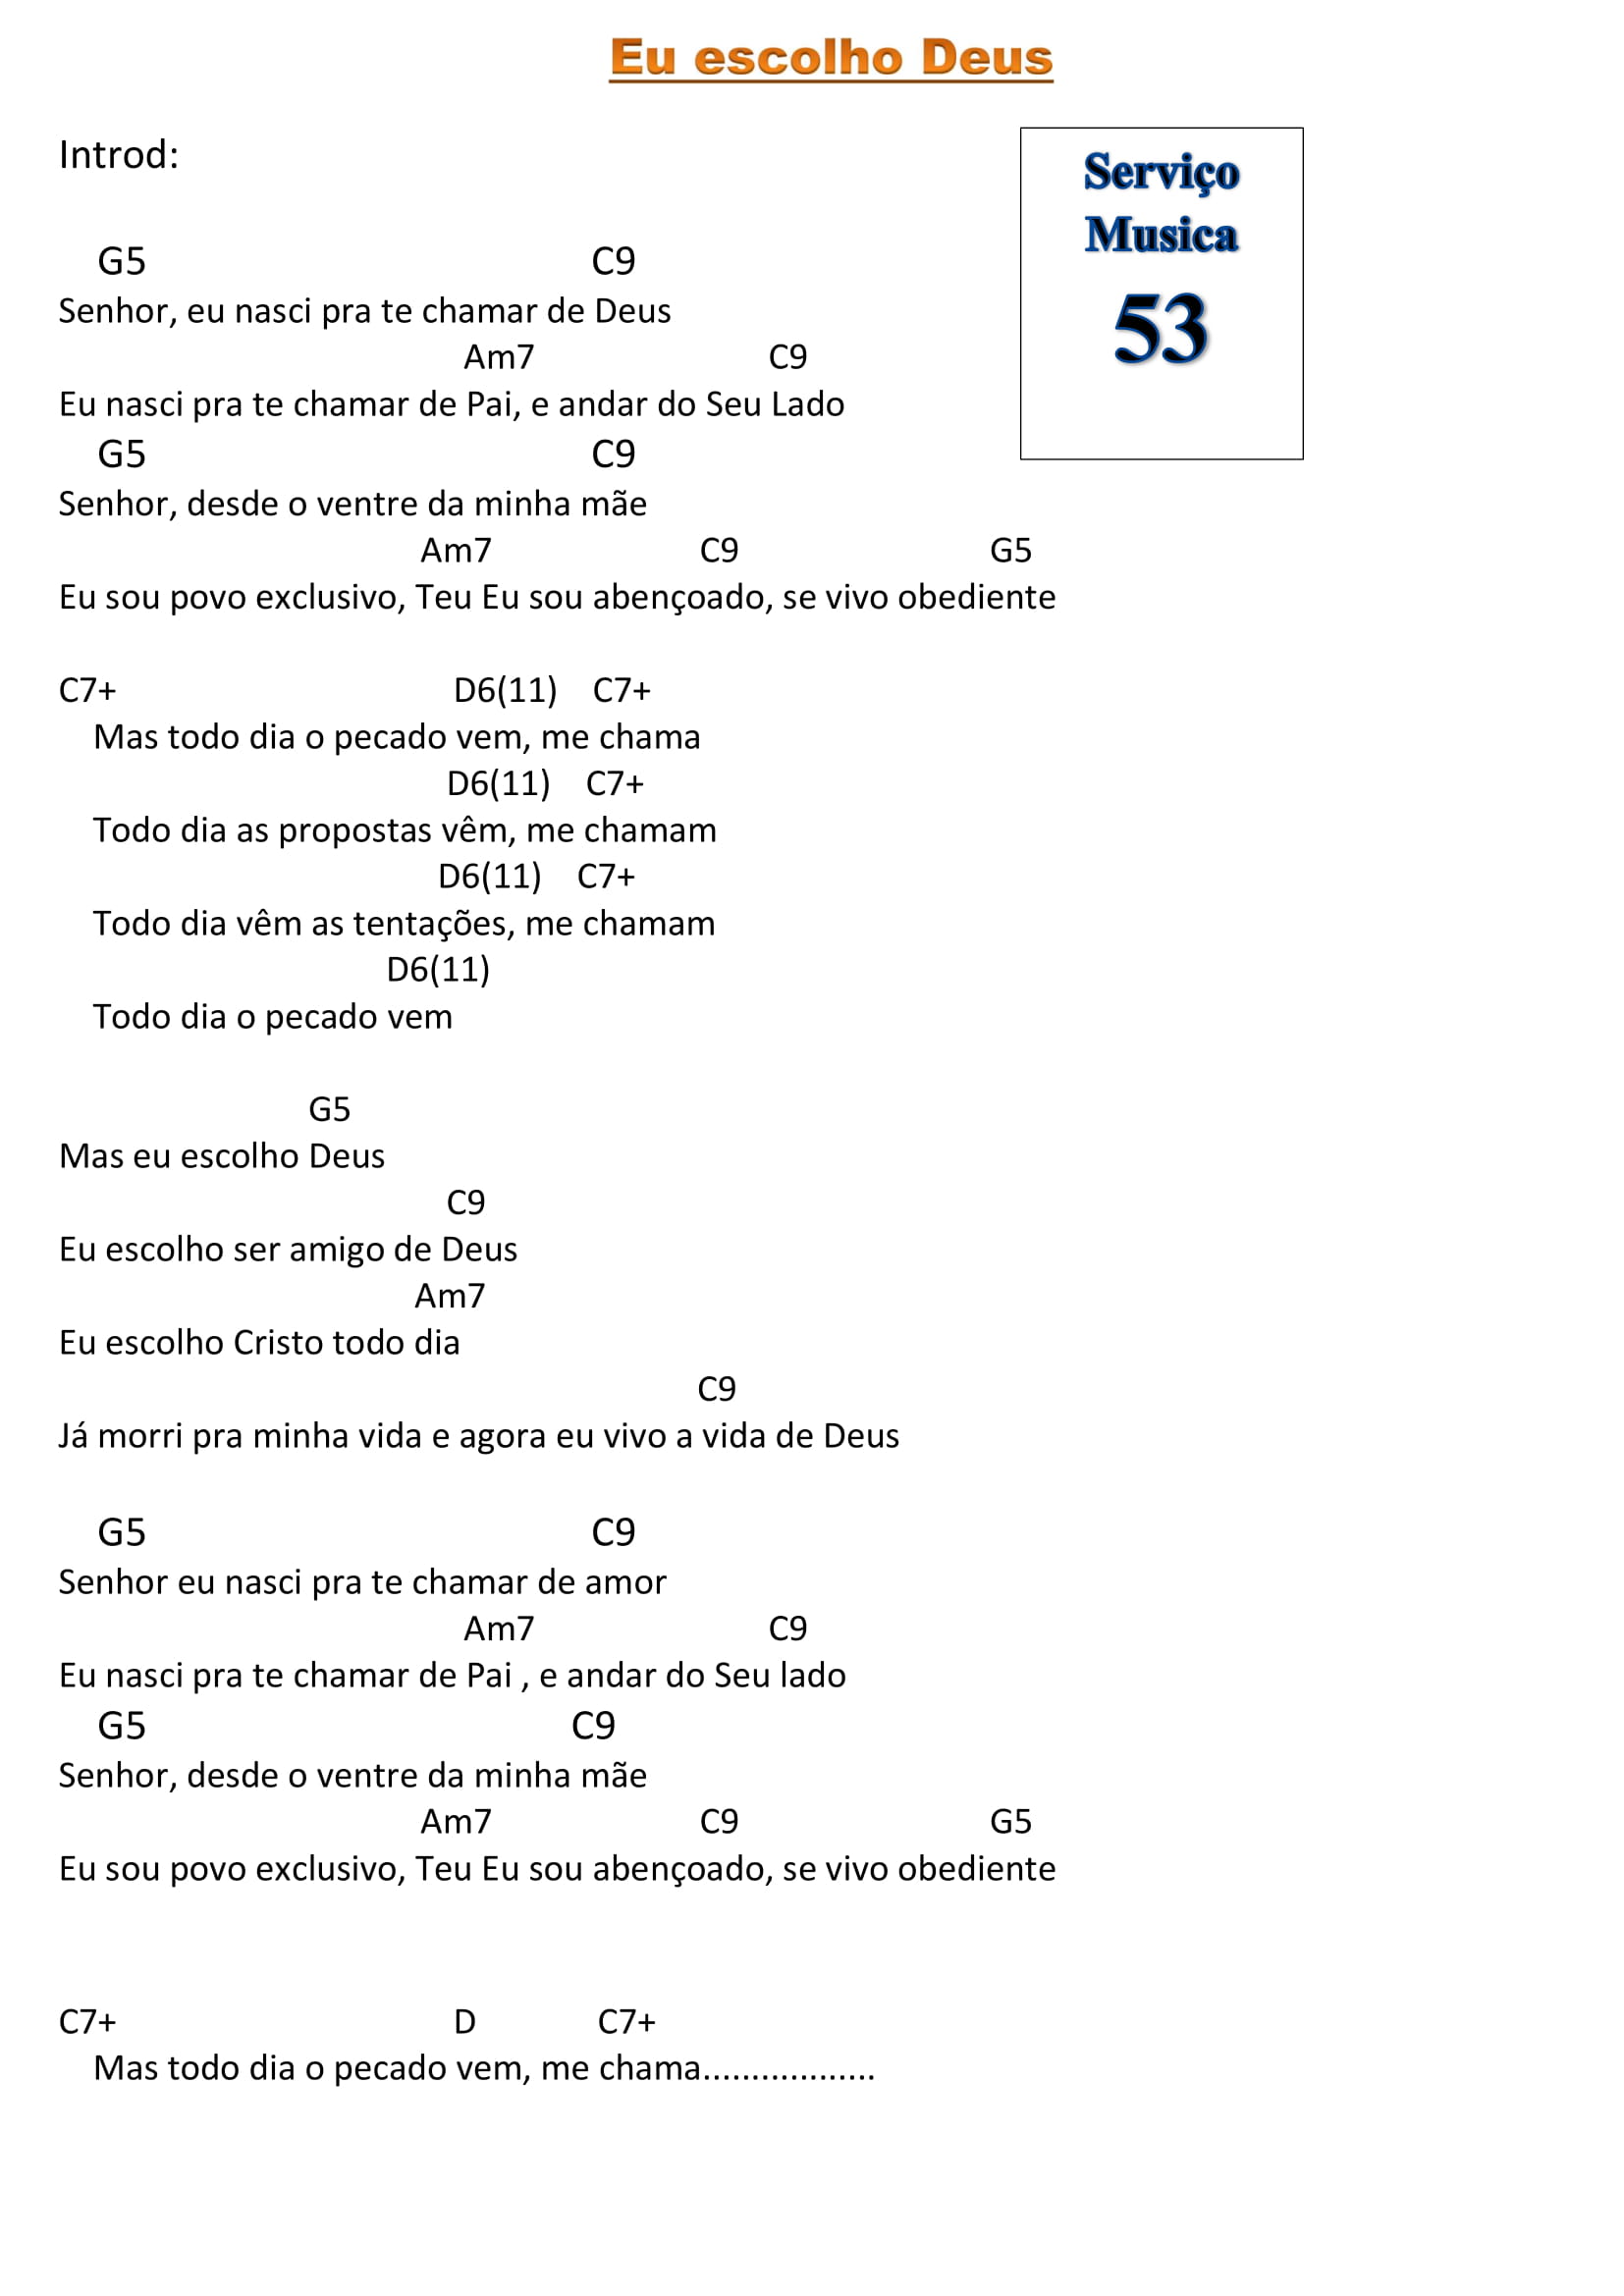 Eu escolho Deus
Introd:
Serviço
Musica
53
G5 C9
Senhor, eu nasci pra te chamar de Deus
Am7 C9
Eu nasci pra te chamar de Pai, e andar do Seu Lado
G5 C9
Senhor, desde o ventre da minha mãe
Am7 C9 G5
Eu sou povo exclusivo, Teu Eu sou abençoado, se vivo obediente
C7+ D6(11) C7+
Mas todo dia o pecado vem, me chama
D6(11) C7+
Todo dia as propostas vêm, me chamam
D6(11) C7+
Todo dia vêm as tentações, me chamam
D6(11)
Todo dia o pecado vem
G5
Mas eu escolho Deus
C9
Eu escolho ser amigo de Deus
Am7
Eu escolho Cristo todo dia
C9
Já morri pra minha vida e agora eu vivo a vida de Deus
G5 C9
Senhor eu nasci pra te chamar de amor
Am7 C9
Eu nasci pra te chamar de Pai , e andar do Seu lado
G5 C9
Senhor, desde o ventre da minha mãe
Am7 C9 G5
Eu sou povo exclusivo, Teu Eu sou abençoado, se vivo obediente
C7+ D C7+
Mas todo dia o pecado vem, me chama..................